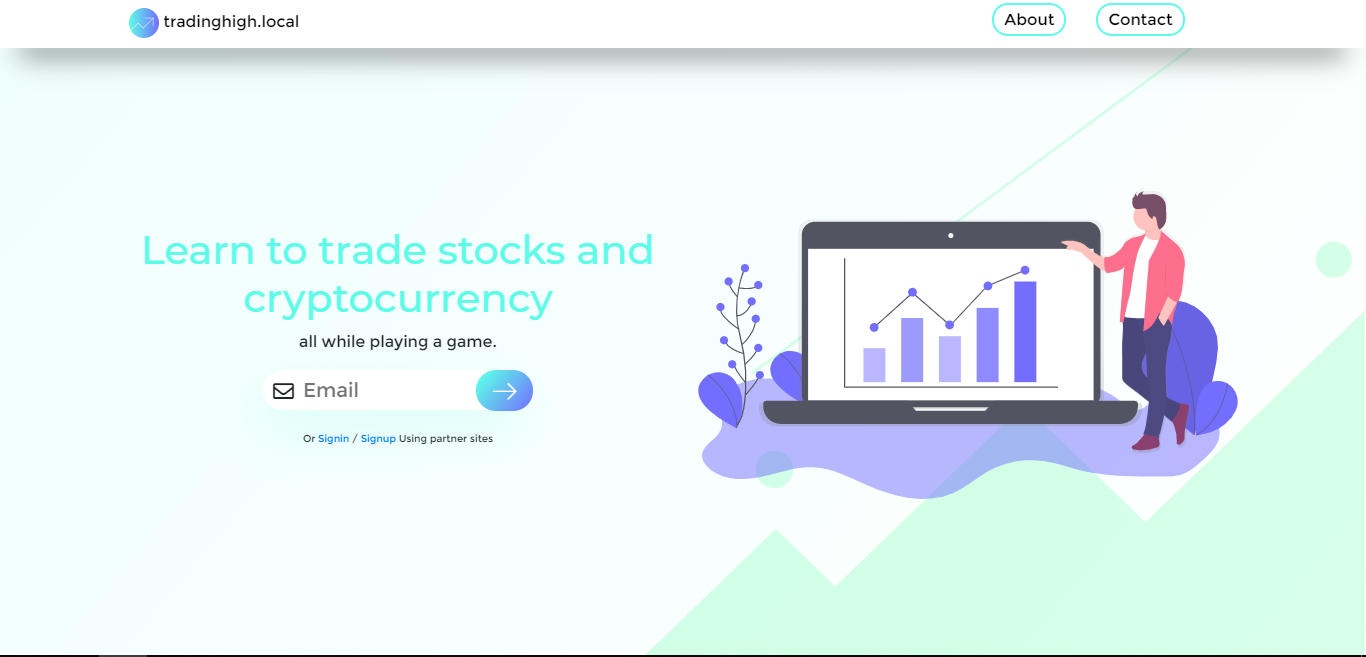 tradinghigh.local
About
Contact
Learn to trade stocks and
cryptocurrency
all while playing a game.
Email
Or Signin / Signup Using partner sites